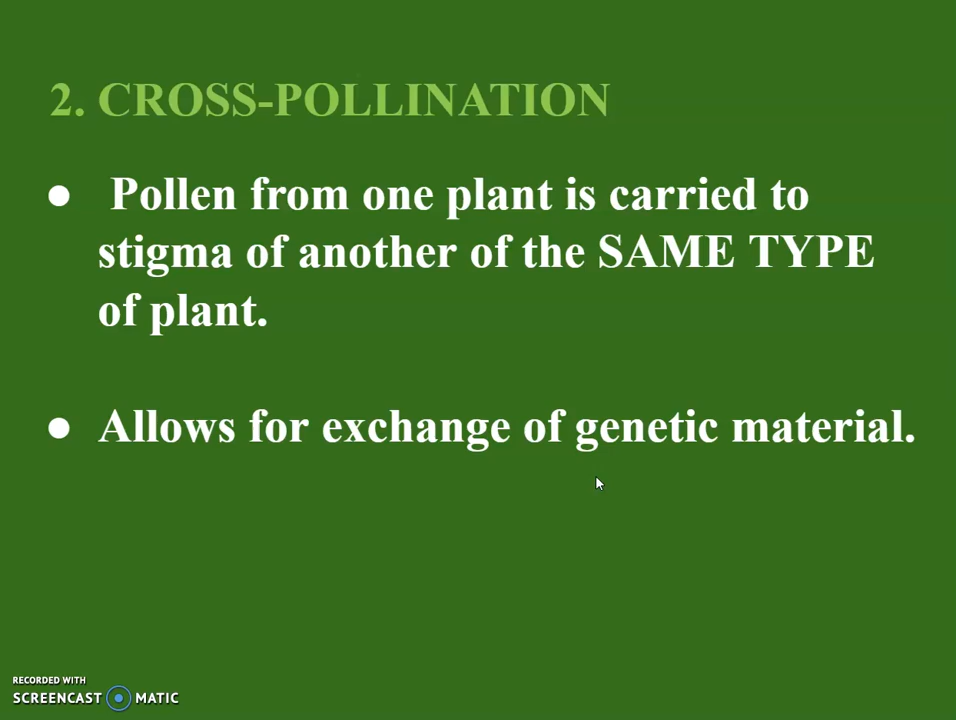 2. CROSS-POLLINATION
● Pollen from one plant is carried to
stigma of another of the SAME TYPE
of plant.
● Allows for exchange of genetic material.
RECORDED WITH
SCREENCAST MATIC